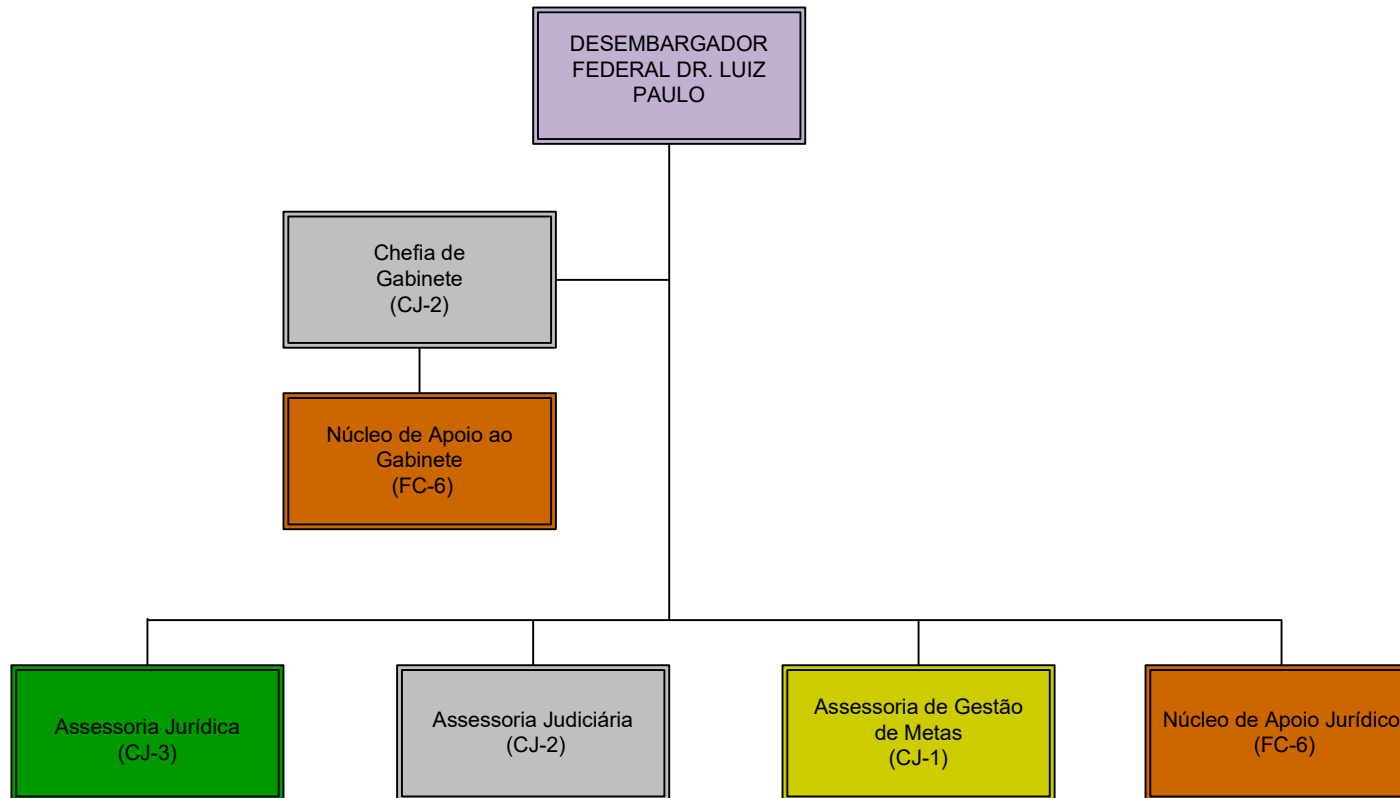 DESEMBARGADOR
FEDERAL DR. LUIZ
PAULO
Chefia de
Gabinete
(CJ-2)
Núcleo de Apoio ao
Gabinete
(FC-6)
Assessoria Jurídica
(CJ-3)
Assessoria Judiciária
(CJ-2)
Assessoria de Gestão
de Metas
(CJ-1)
Núcleo de Apoio Jurídico
(FC-6)